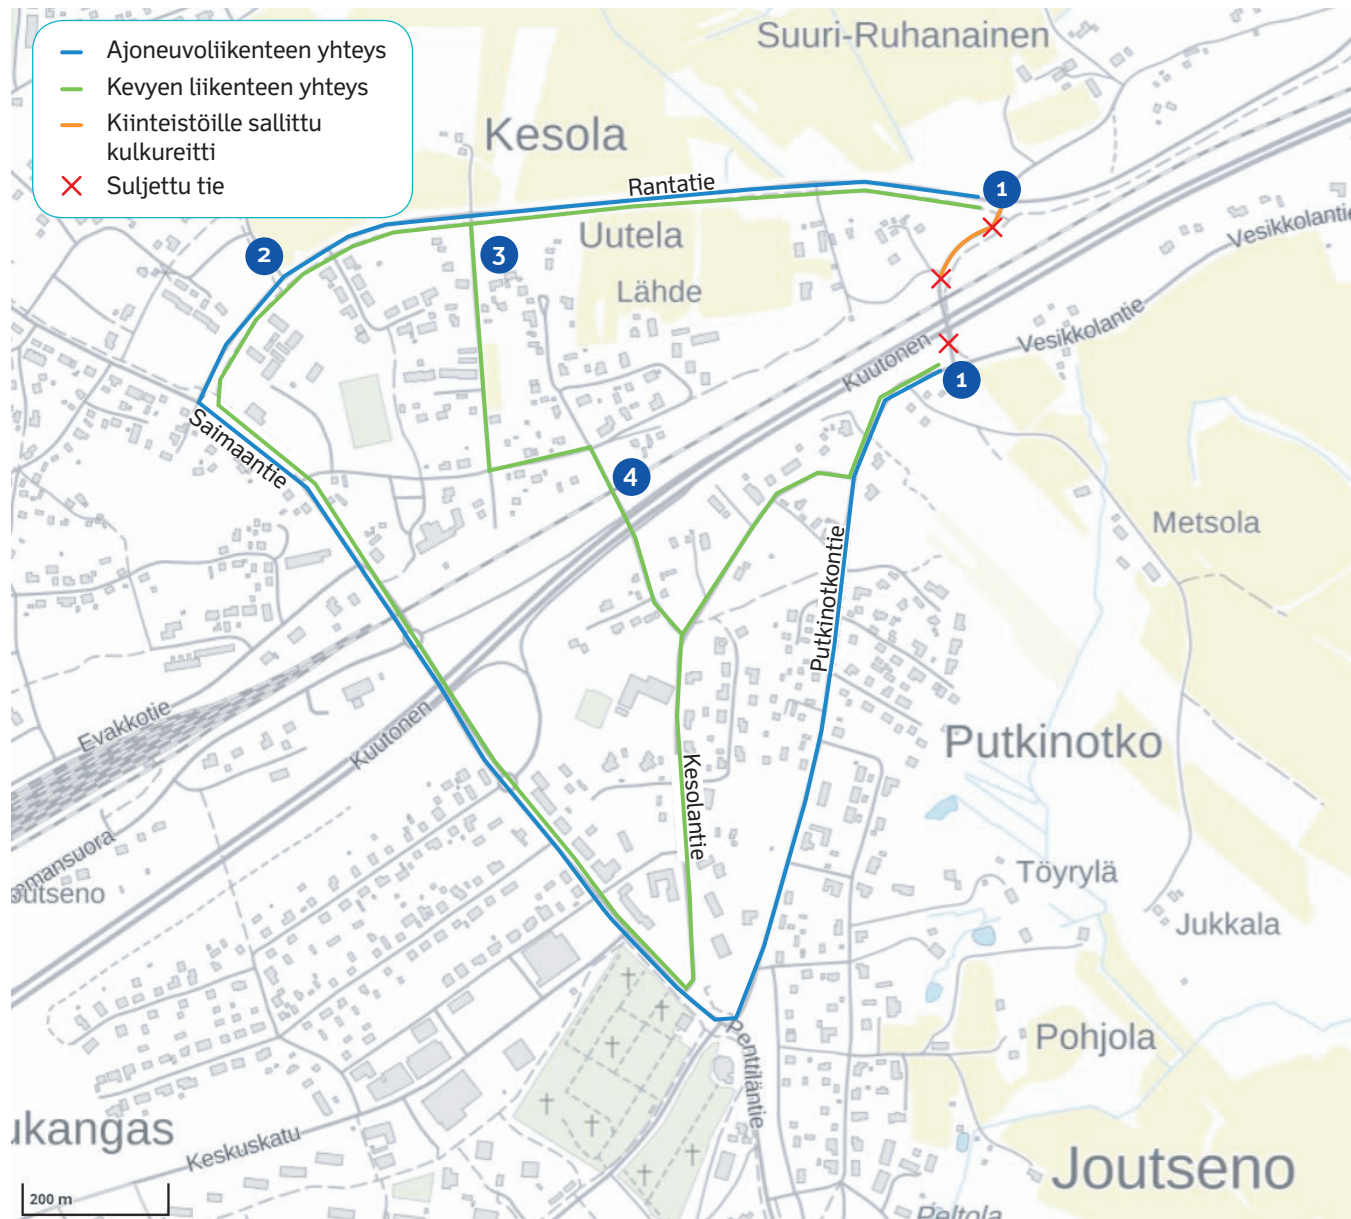 Ajoneuvoliikenteen yhteys
Kevyen liikenteen yhteys
Kiinteistöille sallittu
kulkureitti
Suljettu tie
Suuri-Ruhanainen
Kesola
Rantatie
1
Uutela
Vesikkolantie
2
3
Lähde
Vesikkolantie
Kuutonen
1
Saimaantie
4
Metsola
Putkinotkontie
Evakkotie
Kuutonen
Putkinotko
Kesolantie
Töyrylä
Jukkala
Penttiläntie
Pohjola
Keskuskatu
Joutseno
200 m
Peltola